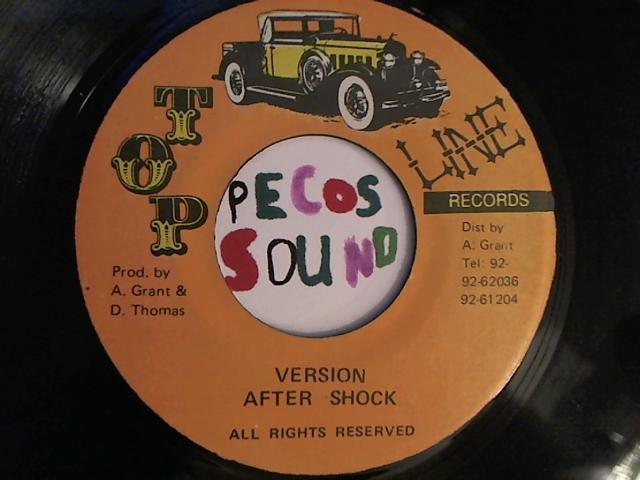 TOP
LINE
RECORDS
PECOS
SOUND
Prod. by
A. Grant &
D. Thomas
Dist by
A. Grant
Tel: 92-
92-62036
92-61204
VERSION
AFTER SHOCK
ALL RIGHTS RESERVED